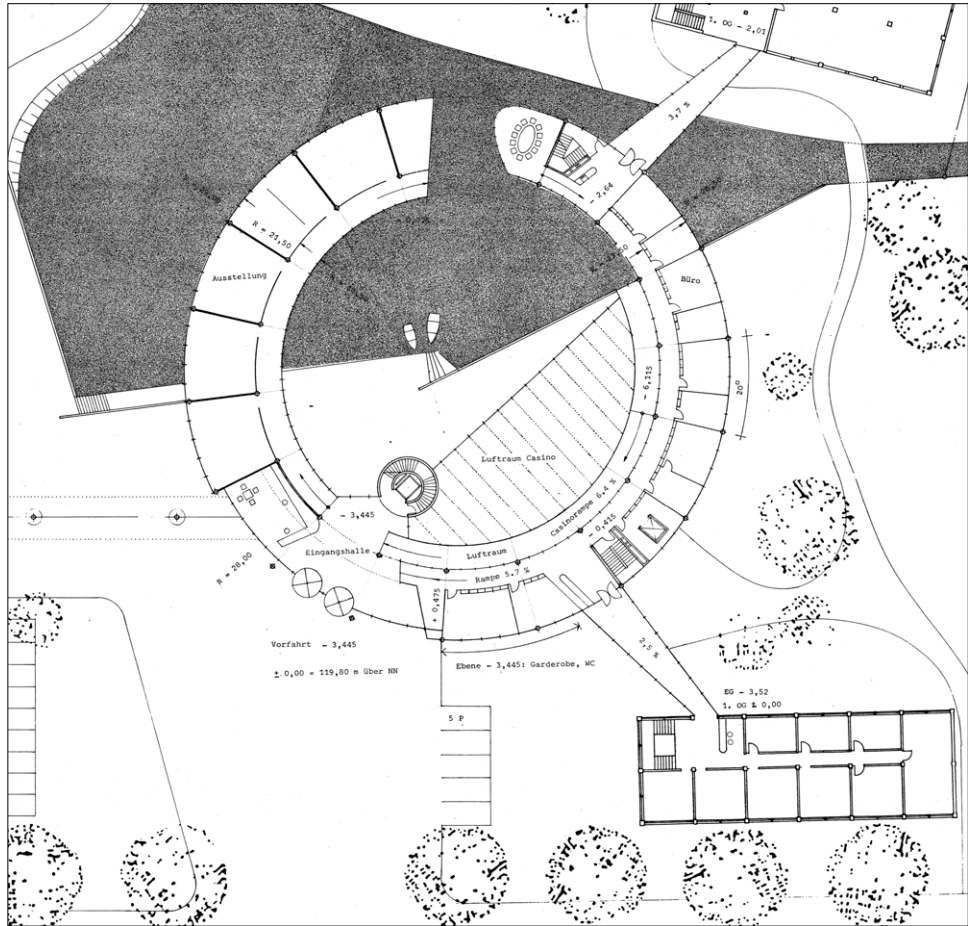 1. OG - 2,01
3,7 %
- 2,64
R = 21,50
Ausstellung
Büro
- 6,115
20°
Luftraum Casino
Casinorampe 6.4 %
- 3,445
- 0,415
Eingangshalle
Luftraum
Rampe 5.7 %
R = 28,00
+ 0,475
Vorfahrt - 3,445
Ebene - 3,445: Garderobe, WC
2,5 %
± 0,00 = 119,80 m über NN
EG - 3,52
1. OG ± 0,00
5 P